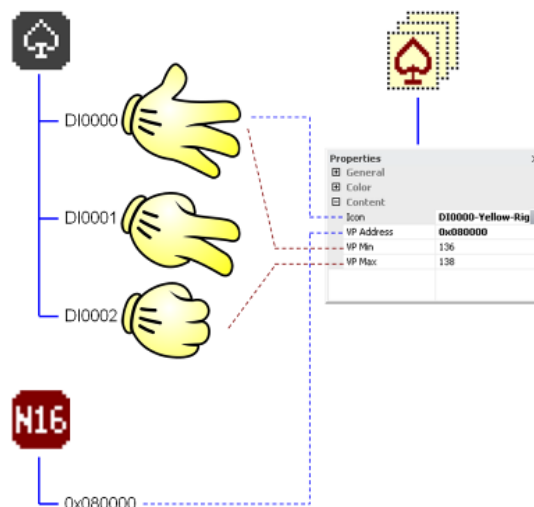 DI0000
DI0001
DI0002
Properties
General
Color
Content
Icon DI0000-Yellow-Rig
VP Address 0x080000
VP Min 136
VP Max 138
N16
0x080000